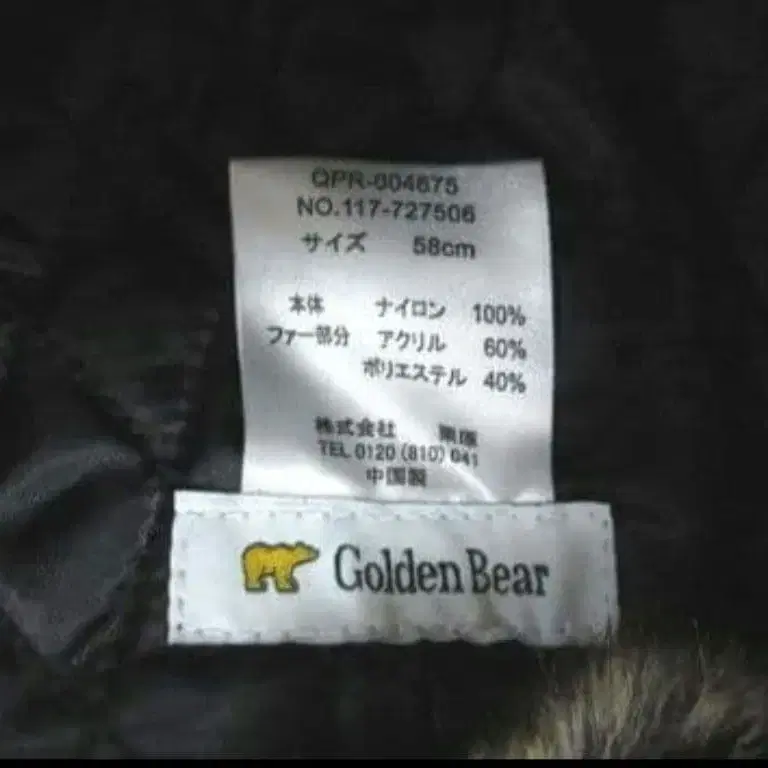 QPR-004675
NO.117-727506
サイズ 58cm
本体 ナイロン 100%
ファー部分 アクリル 60%
ポリエステル 40%
株式会社
TEL 0120 (810) 041
中国製
Golden Bear